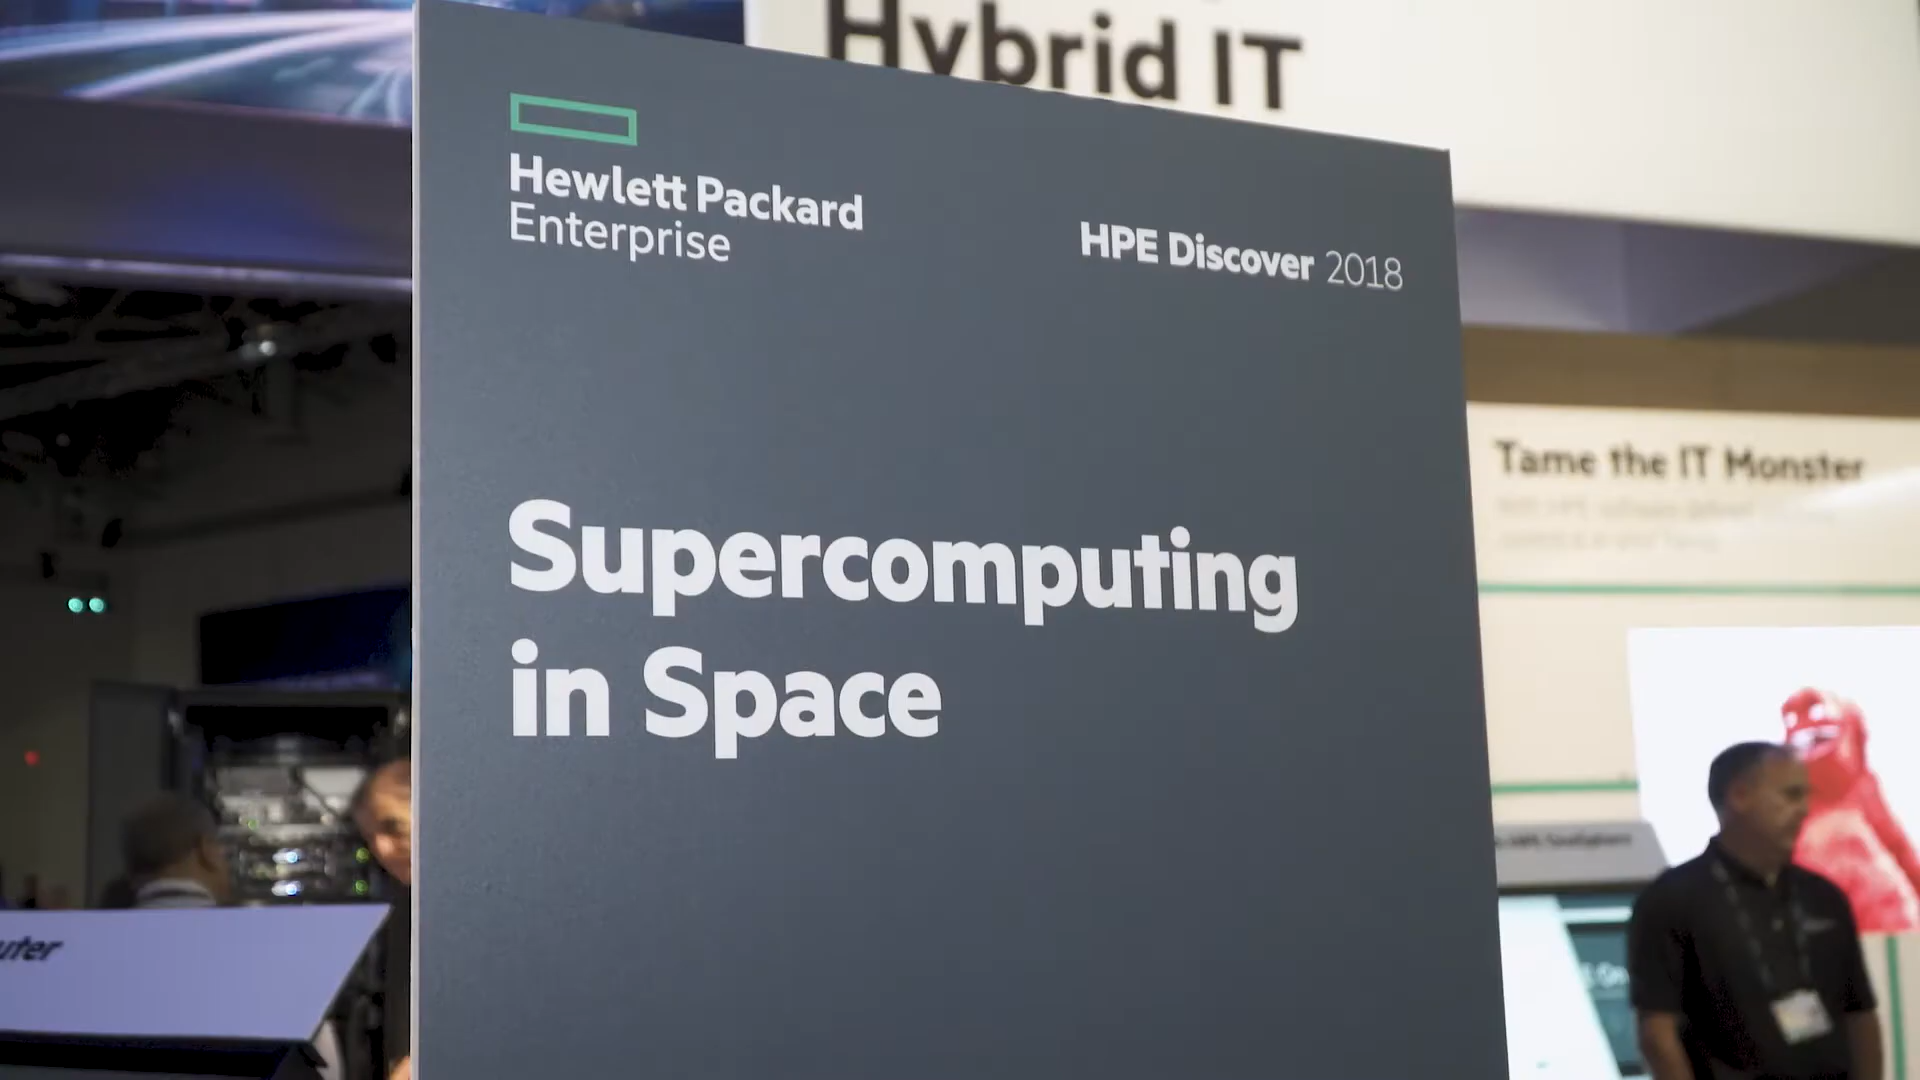 Hybrid IT
Hewlett Packard
Enterprise
HPE Discover 2018
Supercomputing
in Space
Tame the IT Monster
uter